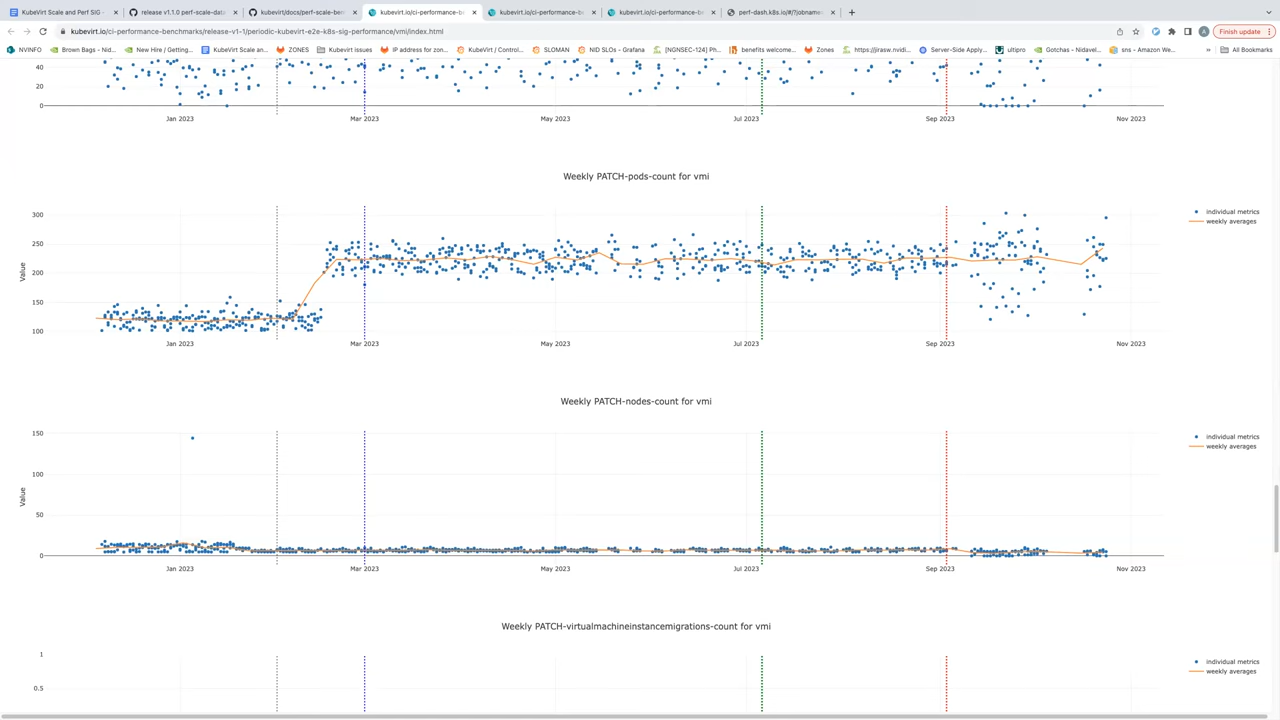 KubeVirt Scale and Perf SIG -
release v1.1.0 perf-scale-data
kubevirt/docs/perf-scale-ben
kubevirt.io/ci-performance-be
kubevirt.io/ci-performance-be
kubevirt.io/ci-performance-be
perf-dash.k8s.io/#/?jobname=
kubevirt.io/ci-performance-benchmarks/release-v1-1/periodic-kubevirt-e2e-k8s-sig-performance/vmi/index.html
Finish update
NVINFO
Brown Bags - Nid...
New Hire / Getting...
KubeVirt Scale an...
ZONES
Kubevirt issues
IP address for zon...
KubeVirt / Control...
SLOMAN
NID SLOs - Grafana
[NGNSEC-124] Ph...
benefits welcome...
Zones
https://jirasw.nvidi...
Server-Side Apply...
ultipro
Gotchas - Nidavel...
sns - Amazon We...
»
All Bookmarks
40
20
0
Jan 2023 Mar 2023 May 2023 Jul 2023 Sep 2023 Nov 2023
Weekly PATCH-pods-count for vmi
individual metrics
weekly averages
Value
300
250
200
150
100
Jan 2023 Mar 2023 May 2023 Jul 2023 Sep 2023 Nov 2023
Weekly PATCH-nodes-count for vmi
individual metrics
weekly averages
Value
150
100
50
0
Jan 2023 Mar 2023 May 2023 Jul 2023 Sep 2023 Nov 2023
Weekly PATCH-virtualmachineinstancemigrations-count for vmi
individual metrics
weekly averages
1
0.5